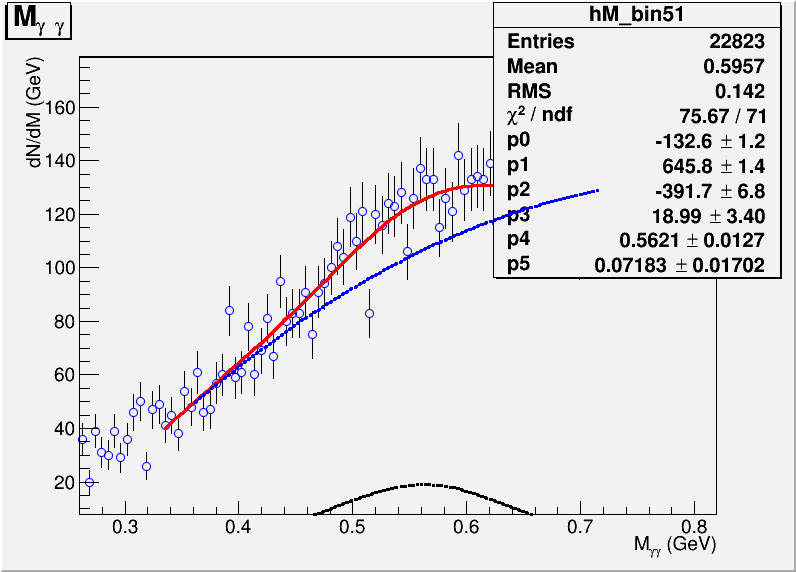 M γ γ
hM_bin51
Entries 22823
Mean 0.5957
RMS 0.142
χ² / ndf 75.67 / 71
p0 -132.6 ± 1.2
p1 645.8 ± 1.4
p2 -391.7 ± 6.8
p3 18.99 ± 3.40
p4 0.5621 ± 0.0127
p5 0.07183 ± 0.01702
dN/dM (GeV)
160
140
120
100
80
60
40
20
0.3 0.4 0.5 0.6 0.7 0.8
Mγγ (GeV)